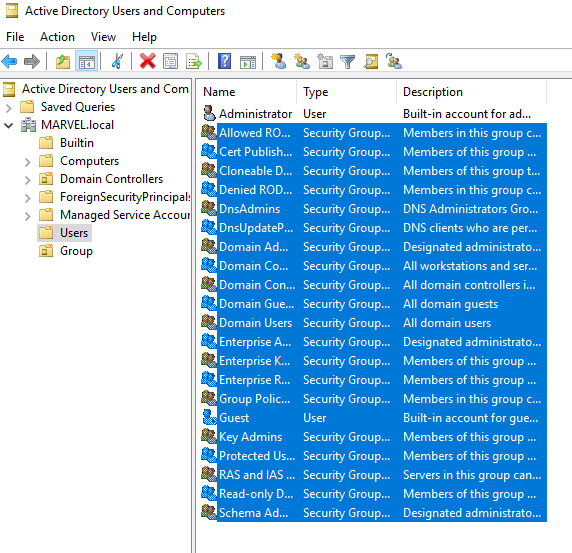 Active Directory Users and Computers
File Action View Help
Active Directory Users and Com
Saved Queries
MARVEL.local
Builtin
Computers
Domain Controllers
ForeignSecurityPrincipals
Managed Service Accour
Users
Group
Name Type Description
Administrator User Built-in account for ad...
Allowed RO... Security Group... Members in this group c...
Cert Publish... Security Group... Members of this group ...
Cloneable D... Security Group... Members of this group t...
Denied ROD... Security Group... Members in this group c...
DnsAdmins Security Group... DNS Administrators Gro...
DnsUpdateP... Security Group... DNS clients who are per...
Domain Ad... Security Group... Designated administrato...
Domain Co... Security Group... All workstations and ser...
Domain Con... Security Group... All domain controllers i...
Domain Gue... Security Group... All domain guests
Domain Users Security Group... All domain users
Enterprise A... Security Group... Designated administrato...
Enterprise K... Security Group... Members of this group ...
Enterprise R... Security Group... Members of this group ...
Group Polic... Security Group... Members in this group c...
Guest User Built-in account for gue...
Key Admins Security Group... Members of this group ...
Protected Us... Security Group... Members of this group ...
RAS and IAS ... Security Group... Servers in this group can...
Read-only D... Security Group... Members of this group ...
Schema Ad... Security Group... Designated administrato...